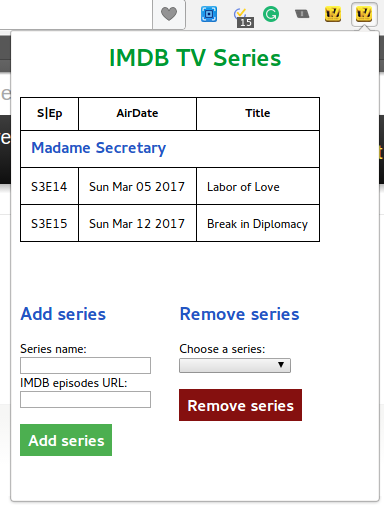 15
IMDB TV Series
S|Ep AirDate Title
Madame Secretary
S3E14 Sun Mar 05 2017 Labor of Love
S3E15 Sun Mar 12 2017 Break in Diplomacy
Add series Remove series
Series name: Choose a series:
IMDB episodes URL:
Remove series
Add series